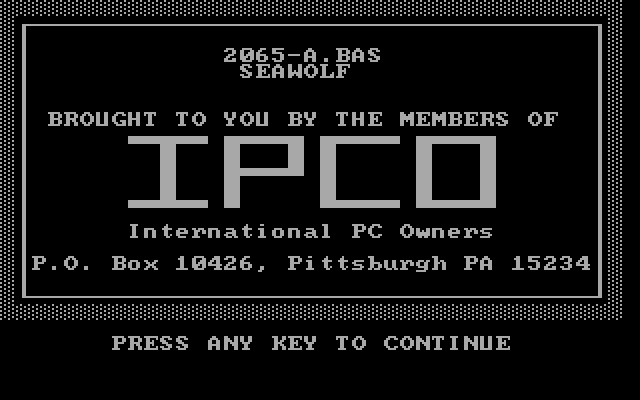 2065-A.BAS
SEAWOLF
BROUGHT TO YOU BY THE MEMBERS OF
IPCO
International PC Owners
P.O. Box 10426, Pittsburgh PA 15234
PRESS ANY KEY TO CONTINUE